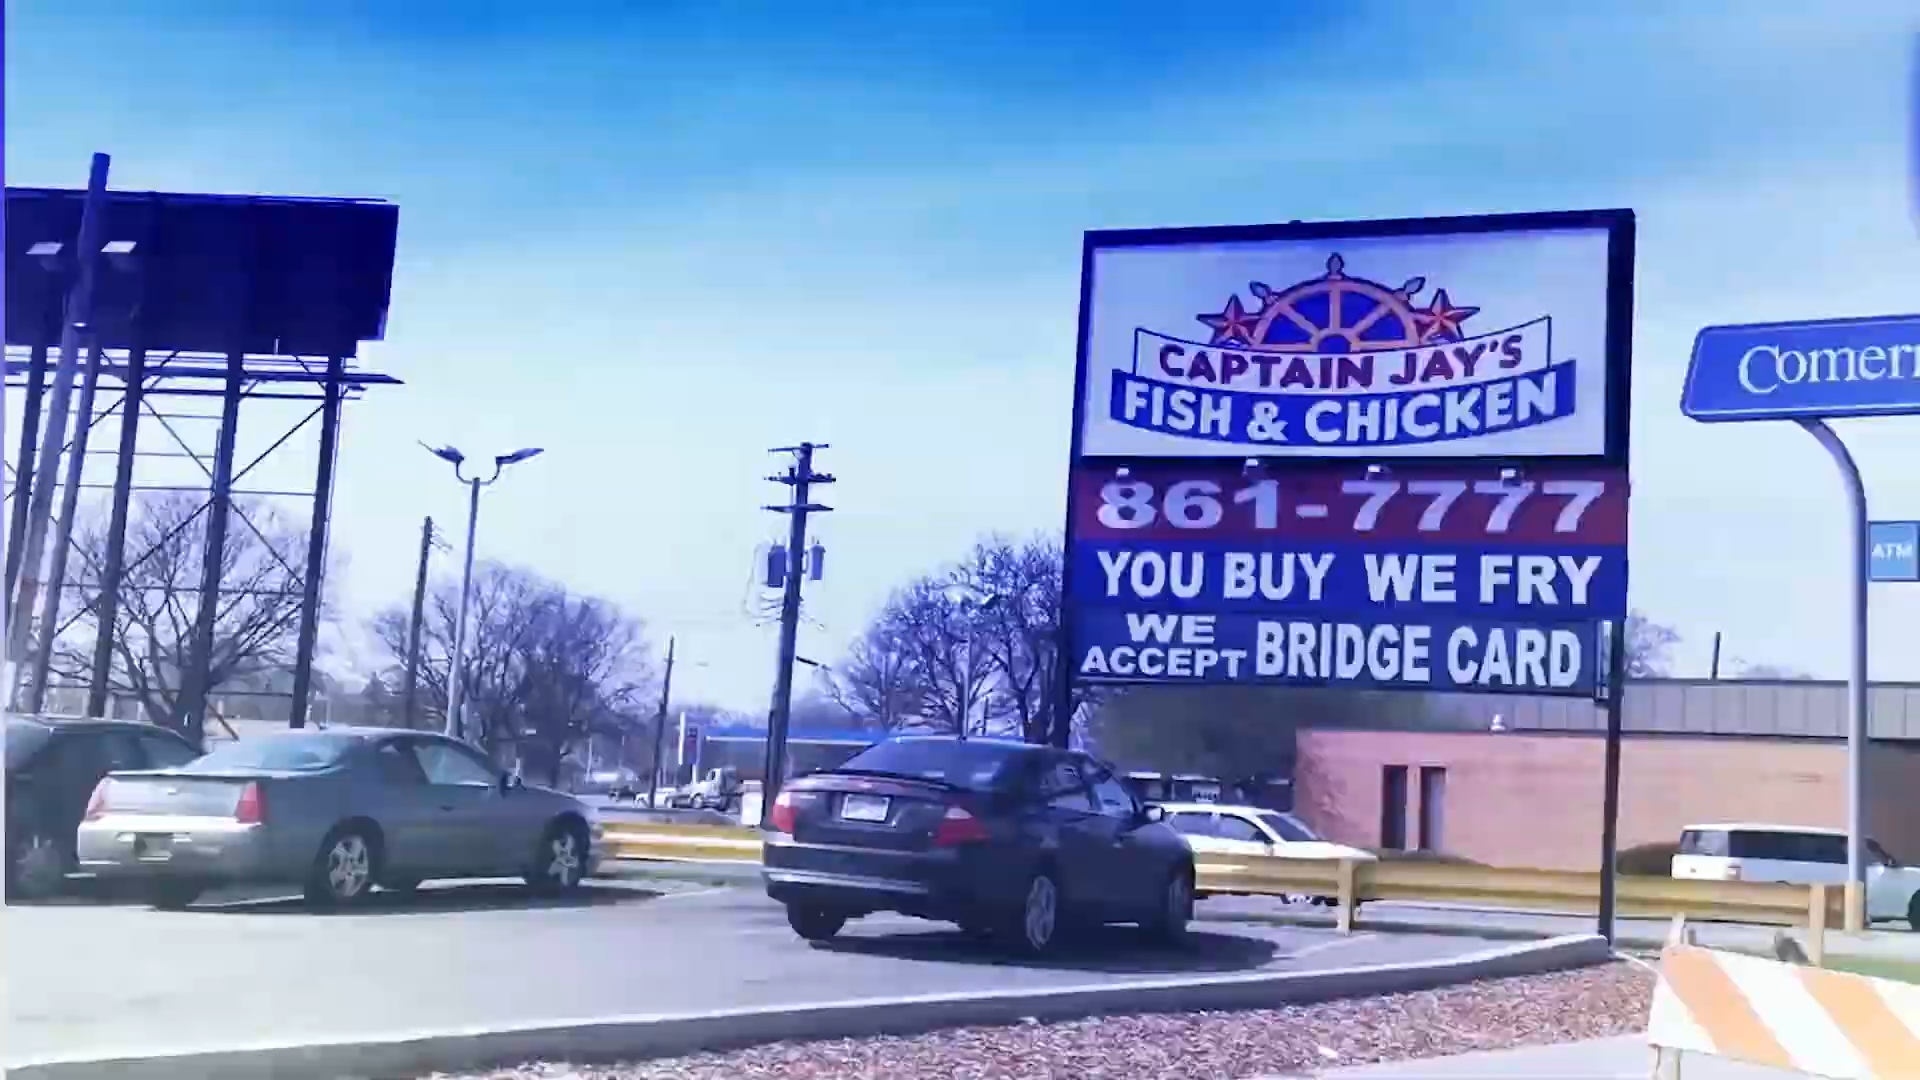 CAPTAIN JAY'S
FISH & CHICKEN
861-7777
YOU BUY WE FRY
WE ACCEPT BRIDGE CARD
Comer
ATM